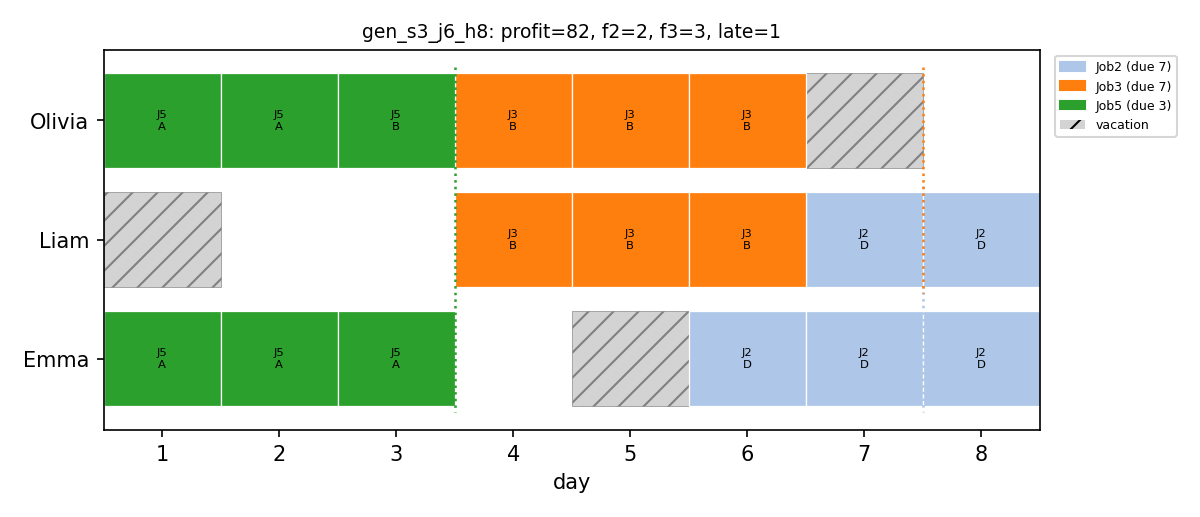 gen_s3_j6_h8: profit=82, f2=2, f3=3, late=1
Olivia
J5 J5 J5 J3 J3 J3
A A B B B B
Liam
J3 J3 J3 J2 J2
B B B D D
Emma
J5 J5 J5 J2 J2 J2
A A A D D D
1 2 3 4 5 6 7 8
day
Job2 (due 7)
Job3 (due 7)
Job5 (due 3)
vacation